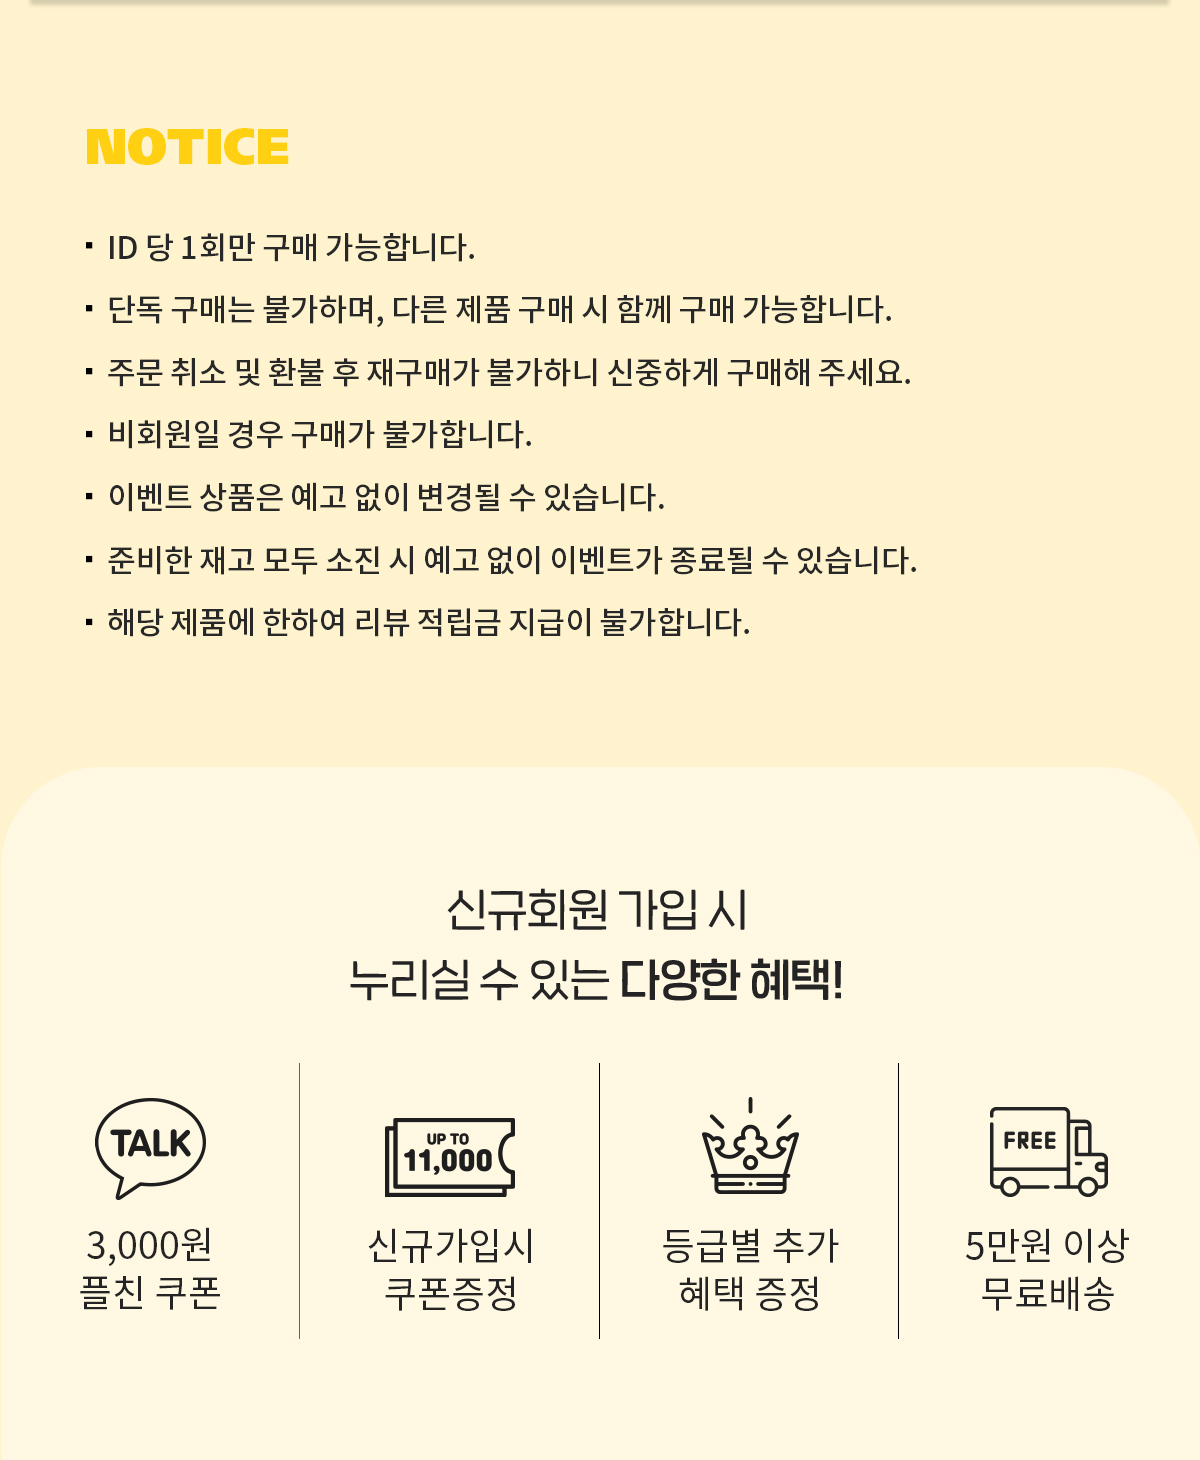 NOTICE
▪ ID 당 1회만 구매 가능합니다.
▪ 단독 구매는 불가하며, 다른 제품 구매 시 함께 구매 가능합니다.
▪ 주문 취소 및 환불 후 재구매가 불가하니 신중하게 구매해 주세요.
▪ 비회원일 경우 구매가 불가합니다.
▪ 이벤트 상품은 예고 없이 변경될 수 있습니다.
▪ 준비한 재고 모두 소진 시 예고 없이 이벤트가 종료될 수 있습니다.
▪ 해당 제품에 한하여 리뷰 적립금 지급이 불가합니다.
신규회원 가입 시
누리실 수 있는 다양한 혜택!
TALK
3,000원
플친 쿠폰
UP TO
11,000
신규가입시
쿠폰증정
등급별 추가
혜택 증정
FREE
5만원 이상
무료배송